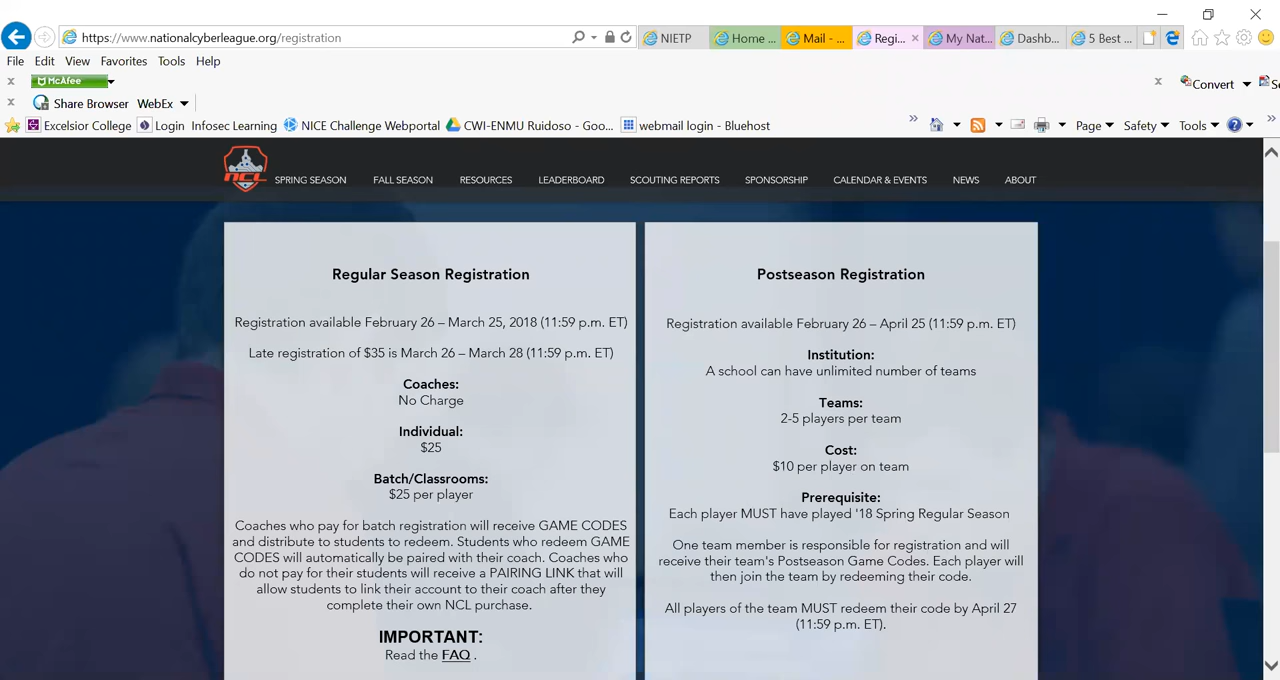 https://www.nationalcyberleague.org/registration
NIETP
Home ...
Mail - ...
Regi...
My Nat...
Dashb...
5 Best ...
File Edit View Favorites Tools Help
McAfee
Convert
Share Browser WebEx
Excelsior College Login Infosec Learning NICE Challenge Webportal CWI-ENMU Ruidoso - Goo... webmail login - Bluehost
Page Safety Tools
NCL
SPRING SEASON FALL SEASON RESOURCES LEADERBOARD SCOUTING REPORTS SPONSORSHIP CALENDAR & EVENTS NEWS ABOUT
Regular Season Registration
Registration available February 26 – March 25, 2018 (11:59 p.m. ET)
Late registration of $35 is March 26 – March 28 (11:59 p.m. ET)
Coaches:
No Charge
Individual:
$25
Batch/Classrooms:
$25 per player
Coaches who pay for batch registration will receive GAME CODES
and distribute to students to redeem. Students who redeem GAME
CODES will automatically be paired with their coach. Coaches who
do not pay for their students will receive a PAIRING LINK that will
allow students to link their account to their coach after they
complete their own NCL purchase.
IMPORTANT:
Read the FAQ .
Postseason Registration
Registration available February 26 – April 25 (11:59 p.m. ET)
Institution:
A school can have unlimited number of teams
Teams:
2-5 players per team
Cost:
$10 per player on team
Prerequisite:
Each player MUST have played '18 Spring Regular Season
One team member is responsible for registration and will
receive their team's Postseason Game Codes. Each player will
then join the team by redeeming their code.
All players of the team MUST redeem their code by April 27
(11:59 p.m. ET).